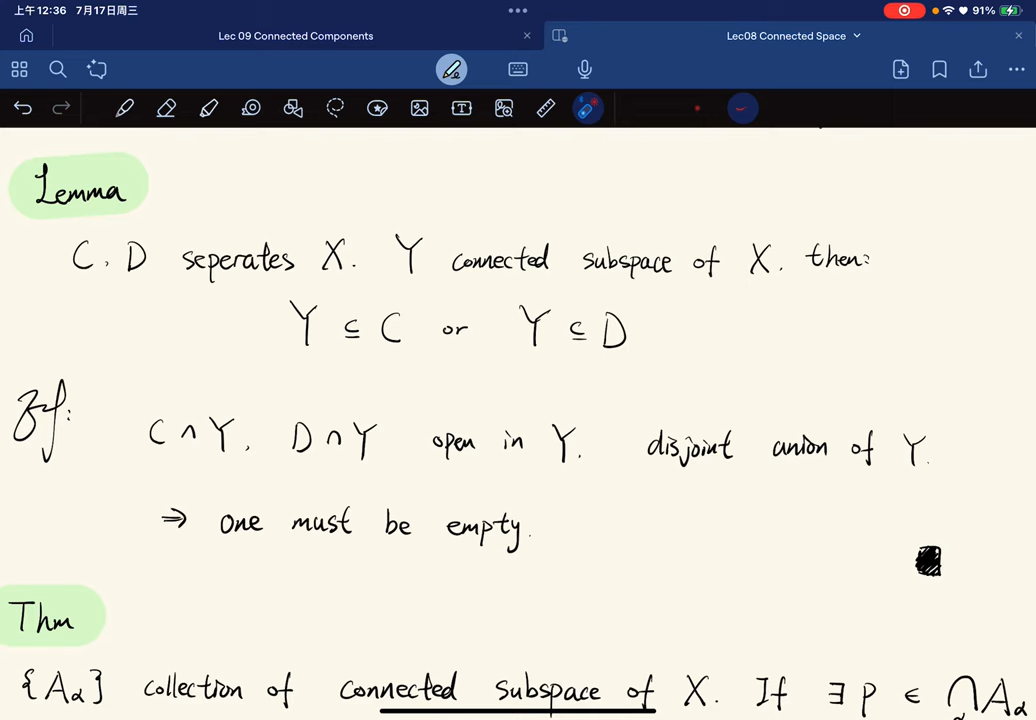 上午12:36 7月17日周三
91%
Lec 09 Connected Components
Lec08 Connected Space
Lemma
C, D seperates X. Y connected subspace of X. then:
Y ⊆ C or Y ⊆ D
Pf:
C ∩ Y, D ∩ Y open in Y. disjoint union of Y.
⇒ one must be empty.
Thm
{Aα} collection of connected subspace of X. If ∃ p ∈ ⋂Aα